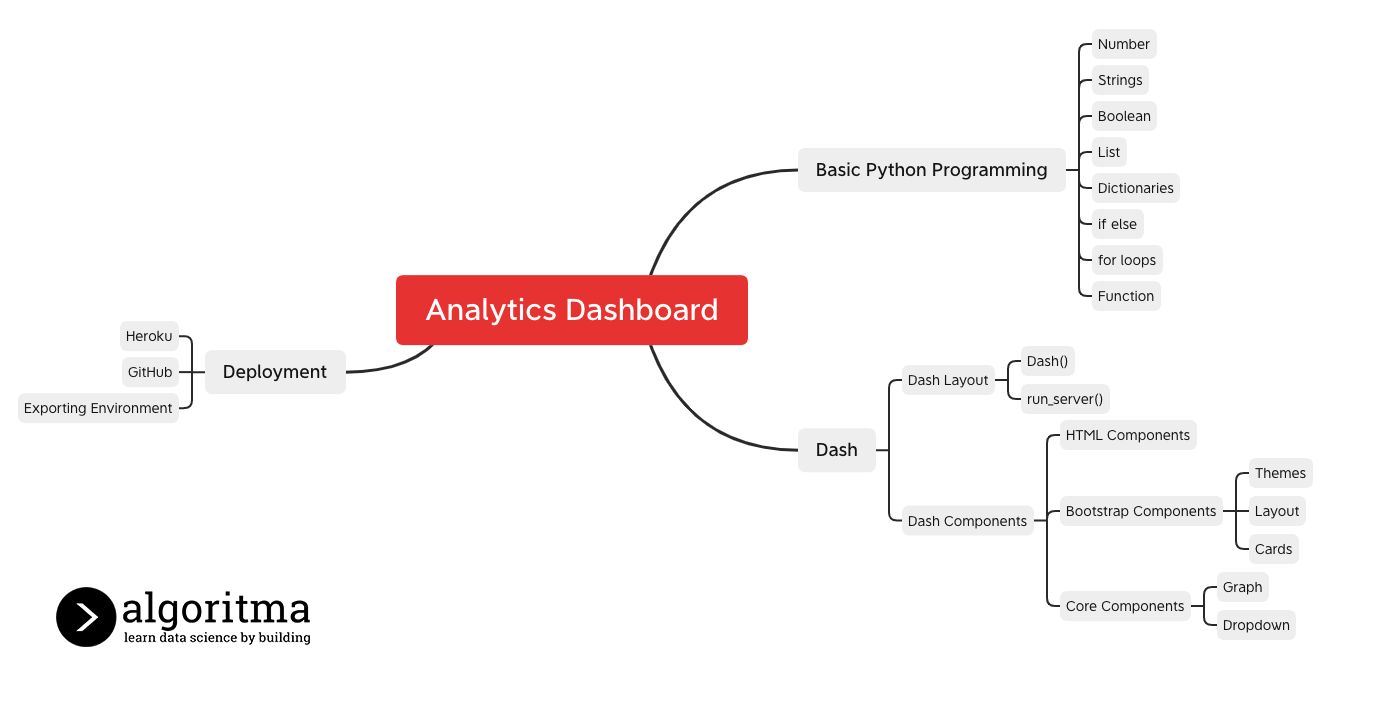 Analytics Dashboard
Basic Python Programming
Number
Strings
Boolean
List
Dictionaries
if else
for loops
Function
Dash
Dash Layout
Dash()
run_server()
Dash Components
HTML Components
Bootstrap Components
Themes
Layout
Cards
Core Components
Graph
Dropdown
Deployment
Heroku
GitHub
Exporting Environment
algoritma
learn data science by building